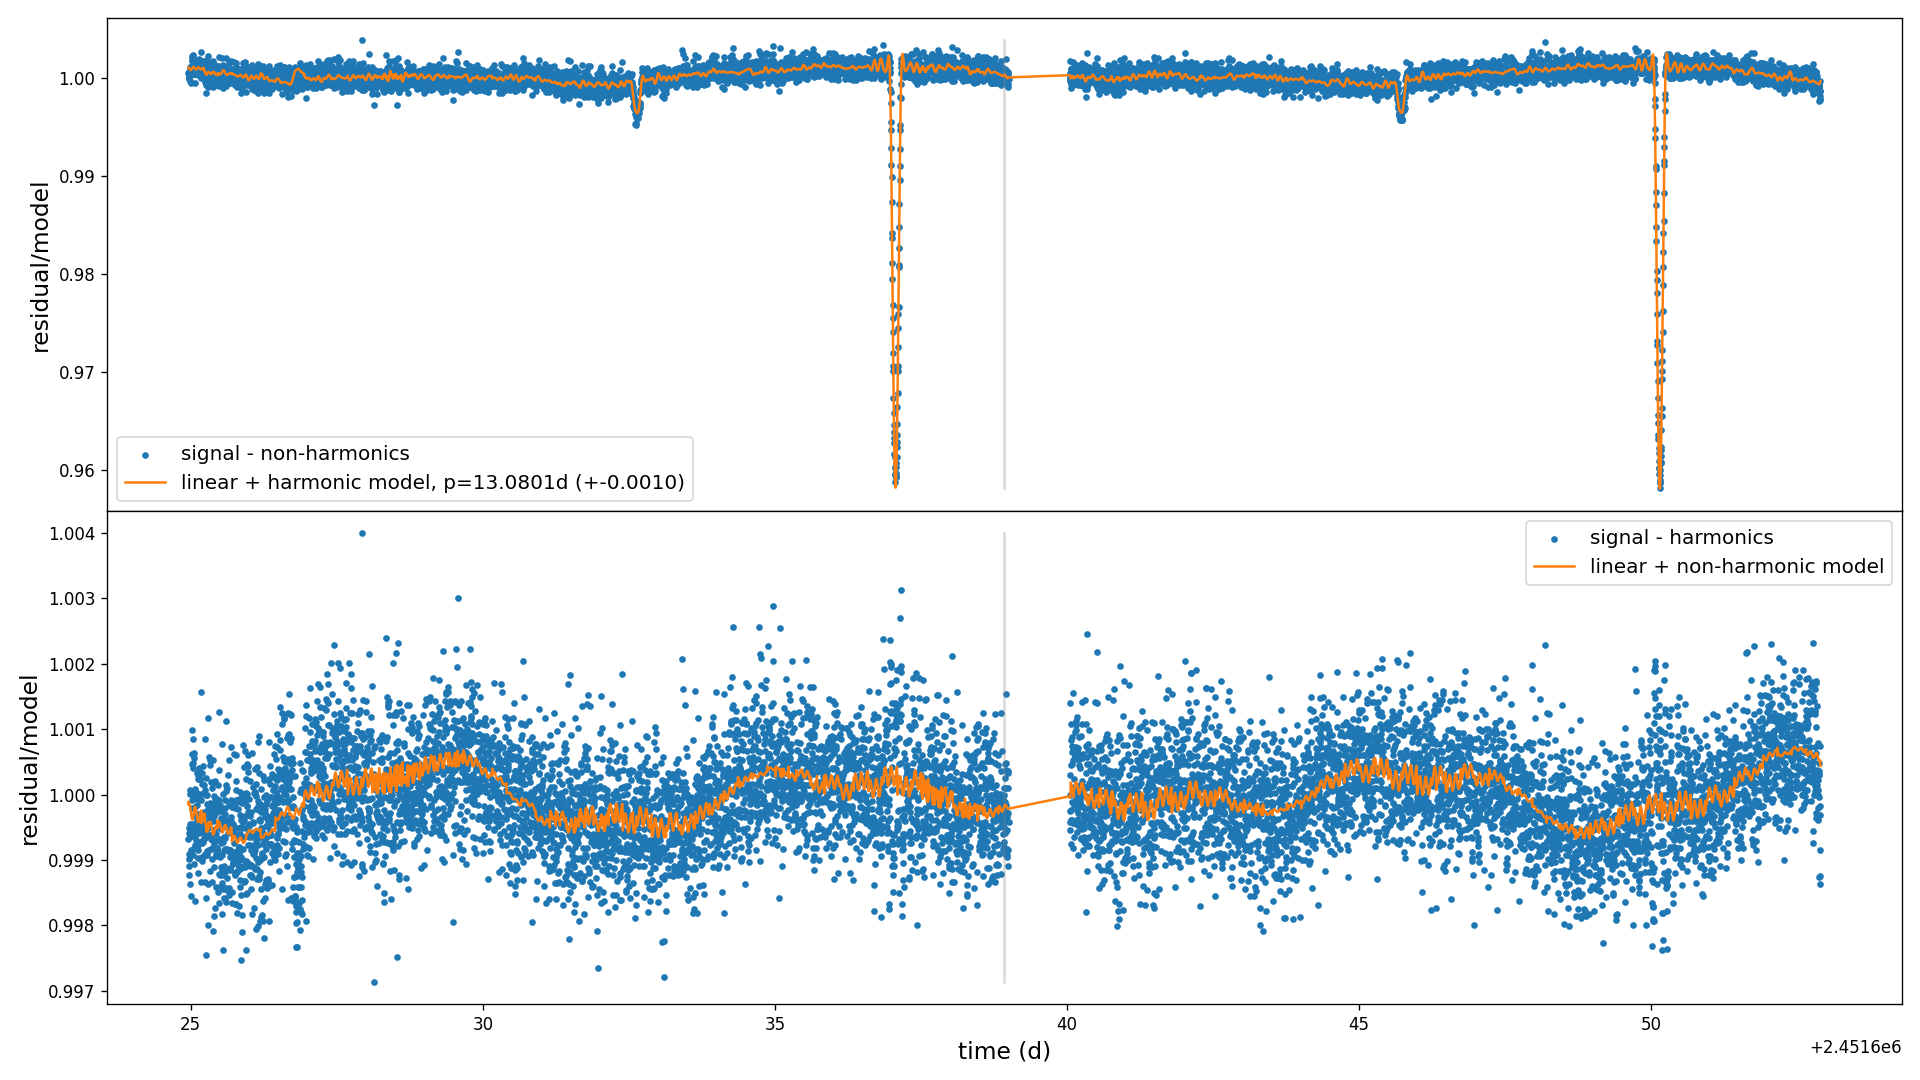 1.00
0.99
0.98
0.97
0.96
residual/model
signal - non-harmonics
linear + harmonic model, p=13.0801d (+-0.0010)
1.004
1.003
1.002
1.001
1.000
0.999
0.998
0.997
residual/model
signal - harmonics
linear + non-harmonic model
25 30 35 40 45 50
time (d)
+2.4516e6